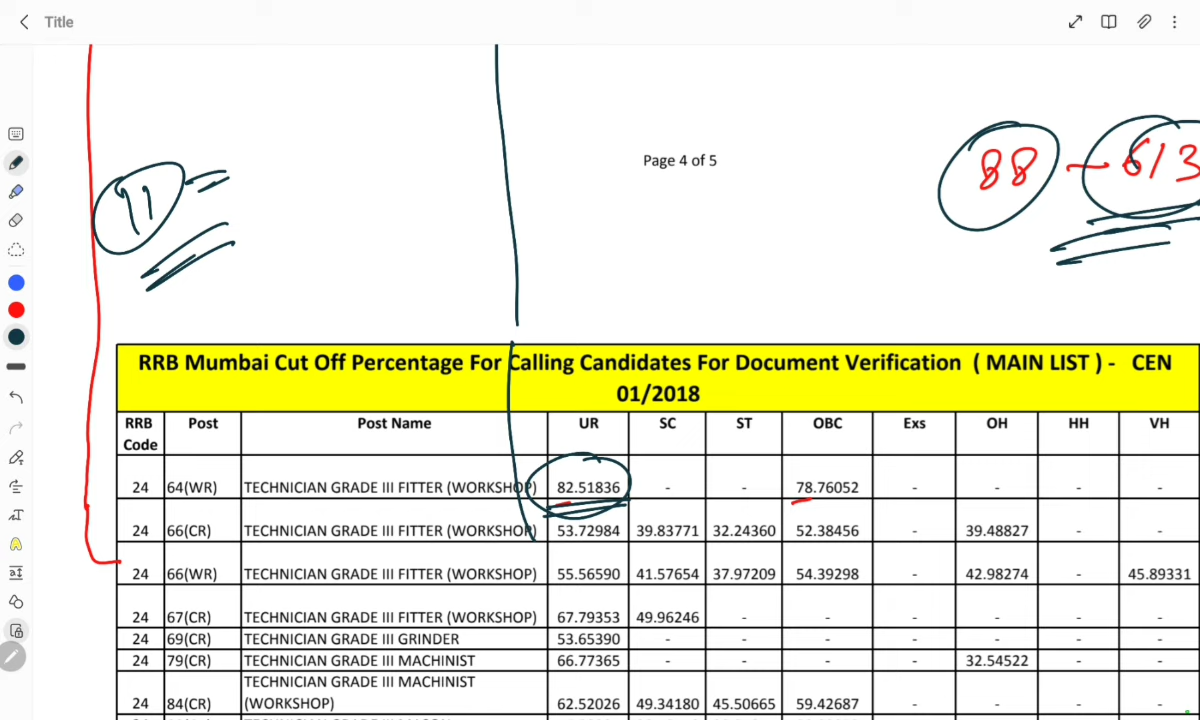 Title
88 - 613
Page 4 of 5
11 =
RRB Mumbai Cut Off Percentage For Calling Candidates For Document Verification ( MAIN LIST ) - CEN
01/2018
RRB Code Post Post Name UR SC ST OBC Exs OH HH VH
24 64(WR) TECHNICIAN GRADE III FITTER (WORKSHOP) 82.51836 - - 78.76052 - - - -
24 66(CR) TECHNICIAN GRADE III FITTER (WORKSHOP) 53.72984 39.83771 32.24360 52.38456 - 39.48827 - -
24 66(WR) TECHNICIAN GRADE III FITTER (WORKSHOP) 55.56590 41.57654 37.97209 54.39298 - 42.98274 - 45.89331
24 67(CR) TECHNICIAN GRADE III FITTER (WORKSHOP) 67.79353 49.96246 - - - - - -
24 69(CR) TECHNICIAN GRADE III GRINDER 53.65390 - - - - - - -
24 79(CR) TECHNICIAN GRADE III MACHINIST 66.77365 - - - - 32.54522 - -
TECHNICIAN GRADE III MACHINIST
24 84(CR) (WORKSHOP) 62.52026 49.34180 45.50665 59.42687 - - - -